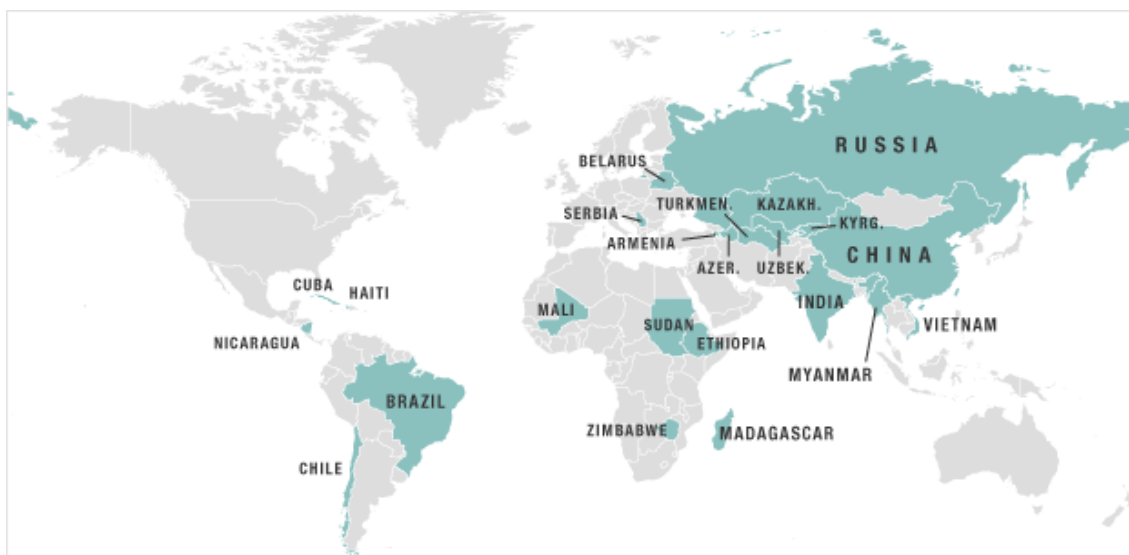 RUSSIA
BELARUS
TURKMEN.
KAZAKH.
SERBIA
KYRG.
ARMENIA
CHINA
AZER.
UZBEK.
CUBA
HAITI
INDIA
MALI
SUDAN
VIETNAM
NICARAGUA
ETHIOPIA
MYANMAR
BRAZIL
ZIMBABWE
MADAGASCAR
CHILE